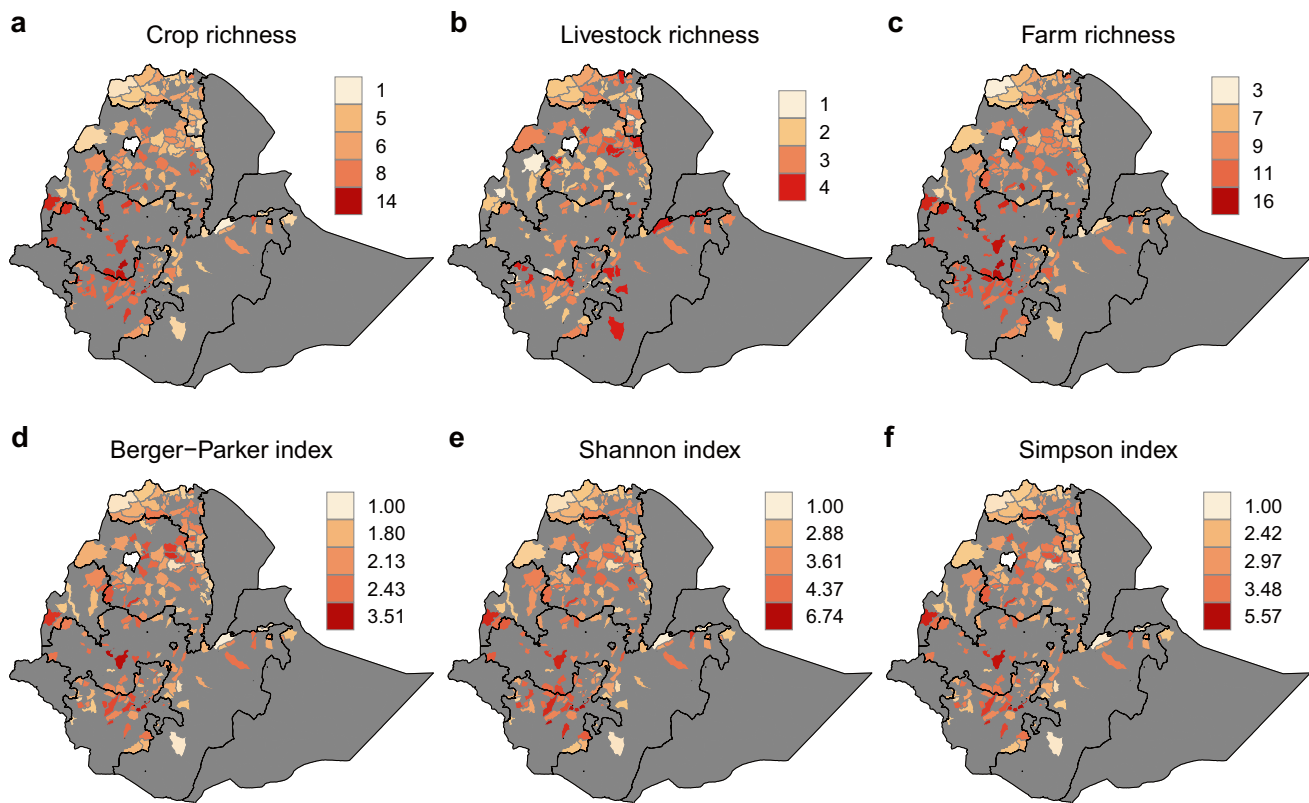 a
Crop richness
1
5
6
8
14
b
Livestock richness
1
2
3
4
c
Farm richness
3
7
9
11
16
d
Berger−Parker index
1.00
1.80
2.13
2.43
3.51
e
Shannon index
1.00
2.88
3.61
4.37
6.74
f
Simpson index
1.00
2.42
2.97
3.48
5.57